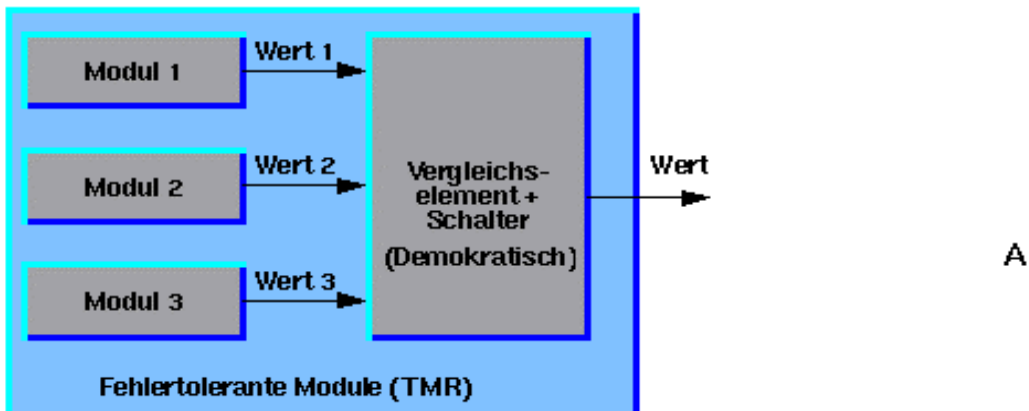 Modul 1
Wert 1
Modul 2
Wert 2
Modul 3
Wert 3
Vergleichs-
element +
Schalter
(Demokratisch)
Wert
A
Fehlertolerante Module (TMR)